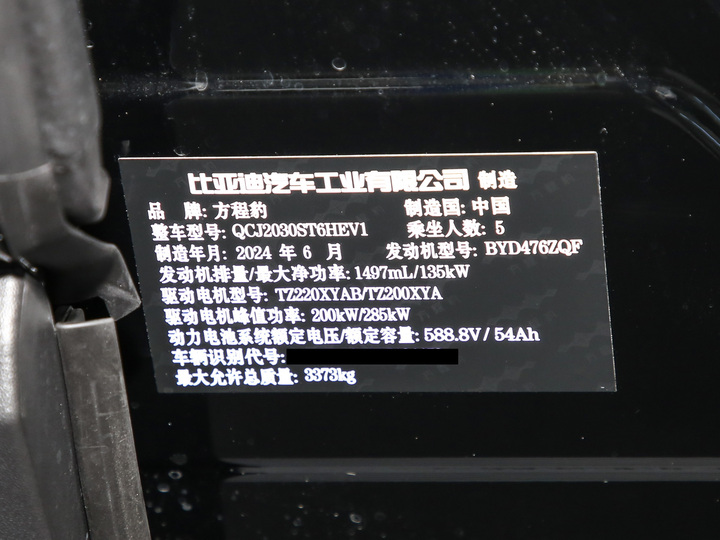 比亚迪汽车工业有限公司 制造
品 牌: 方程豹 制造国: 中国
整车型号: QCJ2030ST6HEV1 乘坐人数: 5
制造年月: 2024 年 6 月 发动机型号: BYD476ZQF
发动机排量/最大净功率: 1497mL/135kW
驱动电机型号: TZ220XYAB/TZ200XYA
驱动电机峰值功率: 200kW/285kW
动力电池系统额定电压/额定容量: 588.8V / 54Ah
车辆识别代号:
最大允许总质量: 3373kg